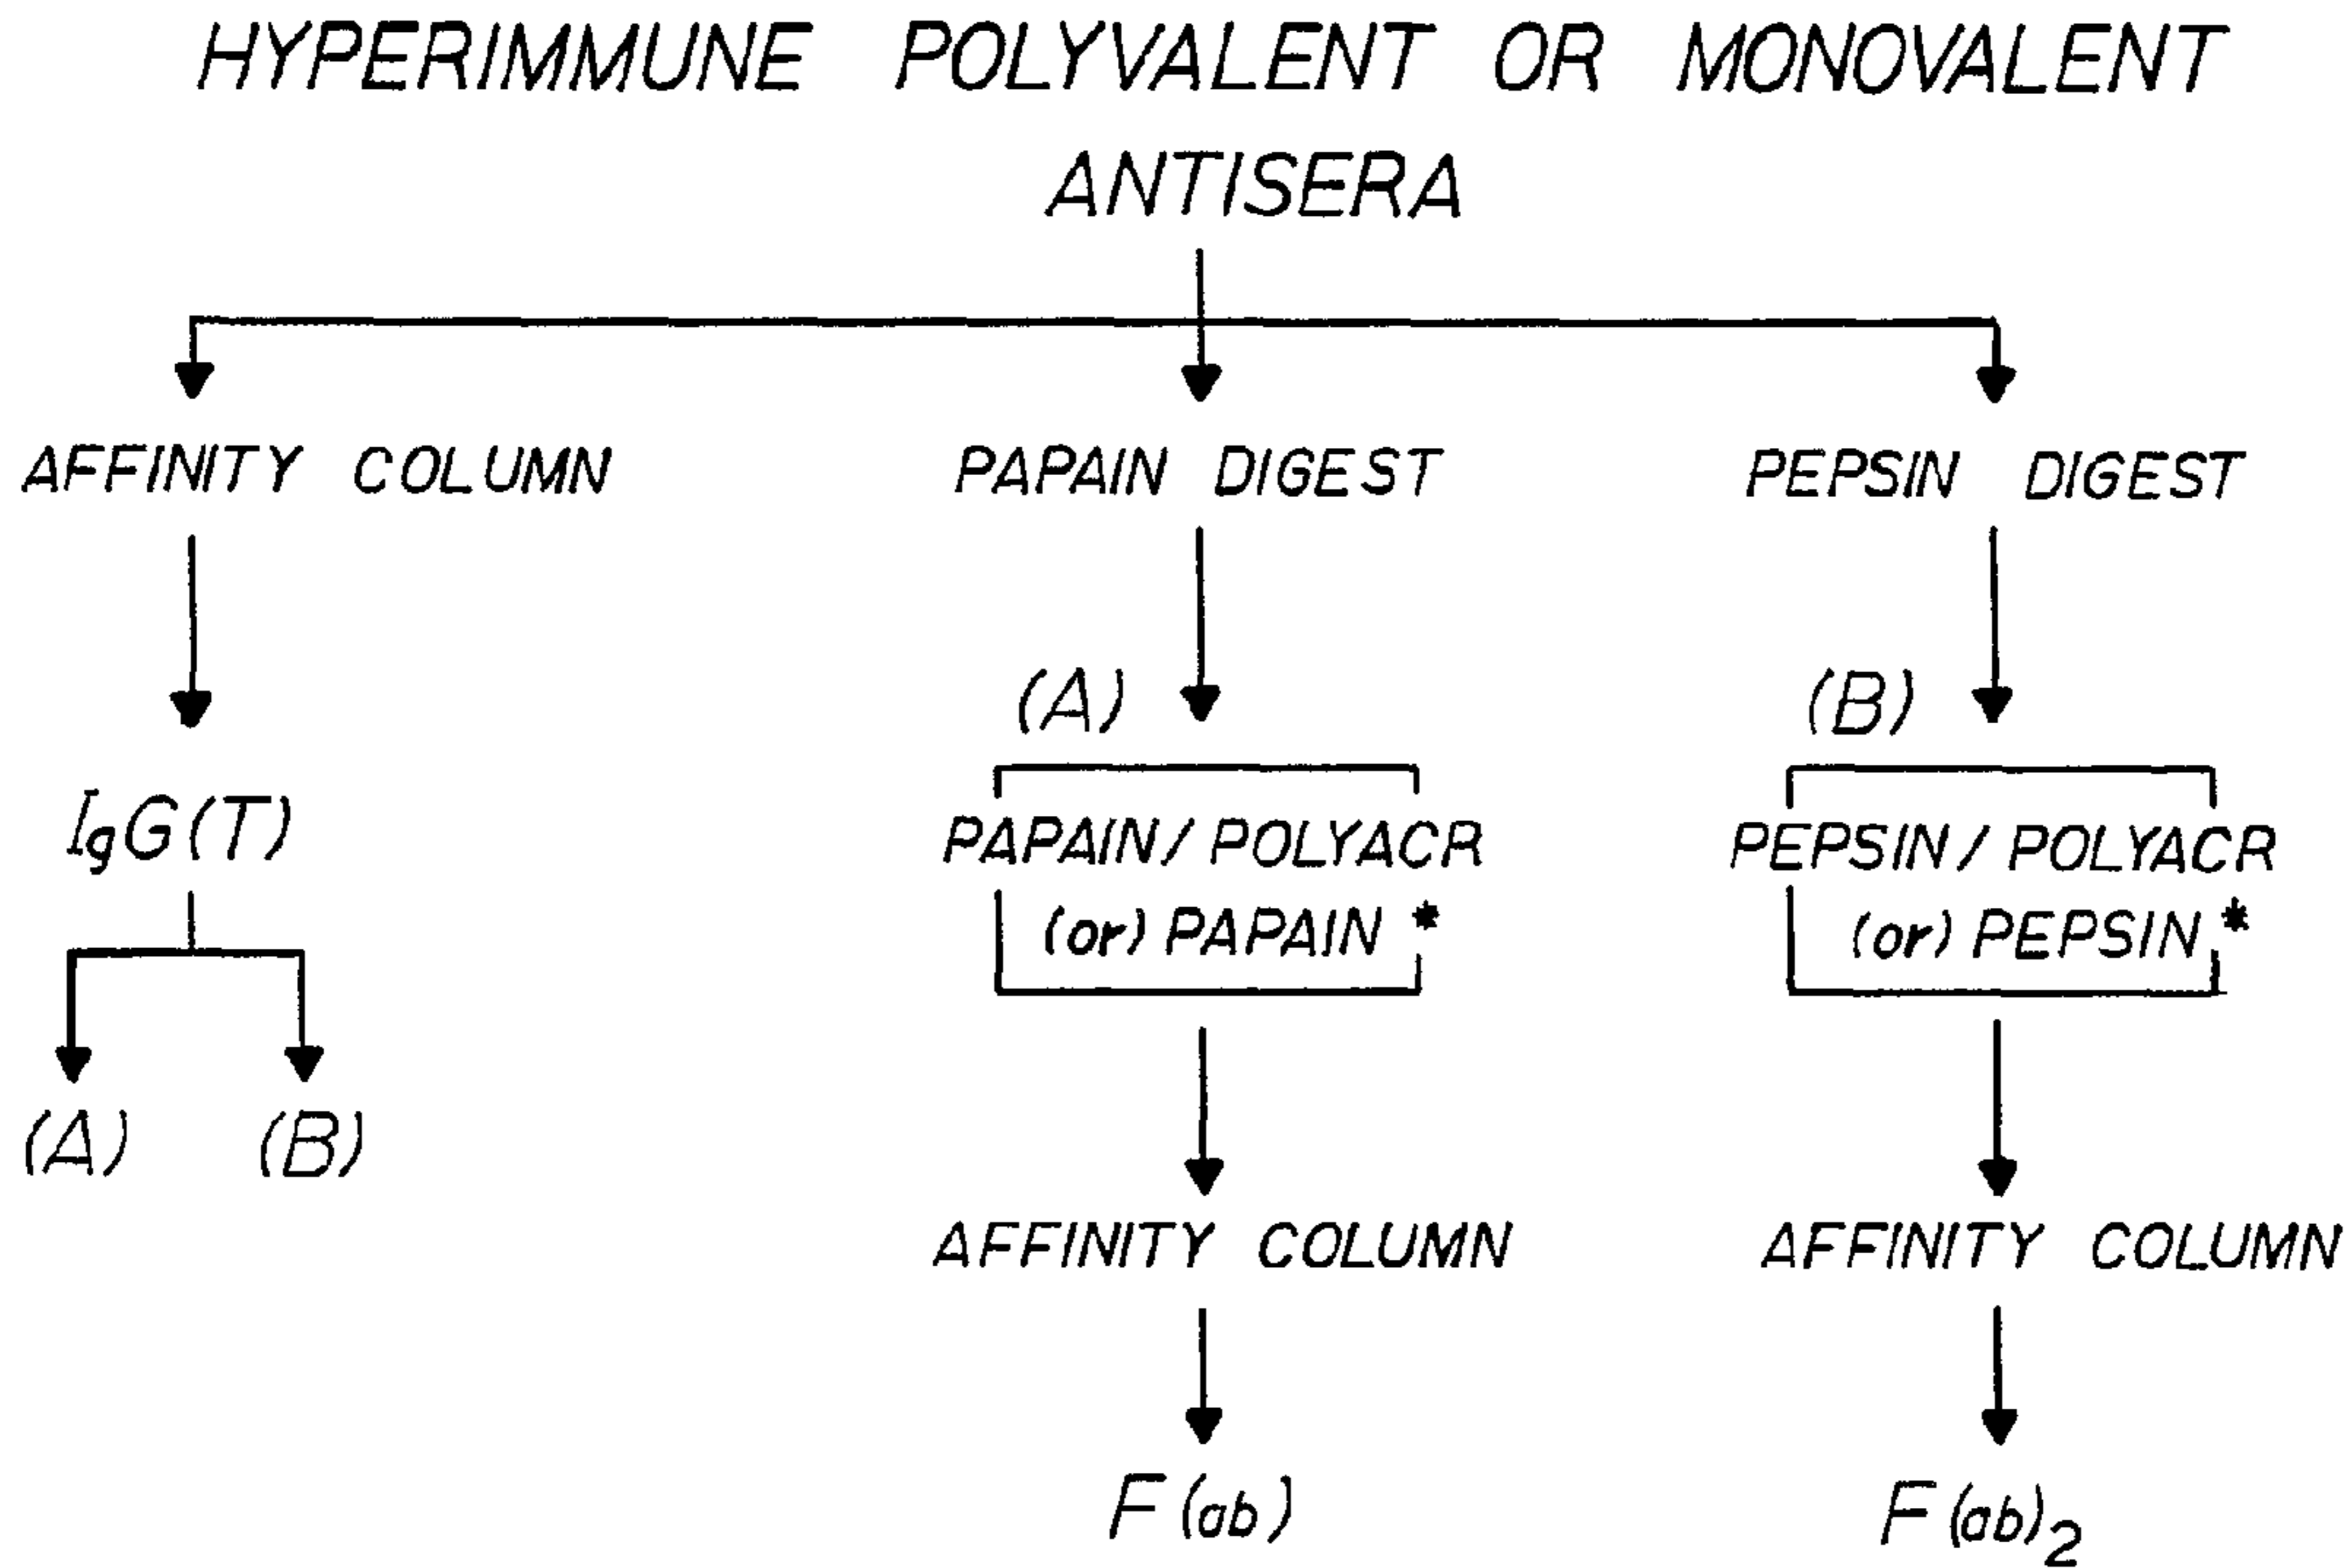 HYPERIMMUNE POLYVALENT OR MONOVALENT
ANTISERA
AFFINITY COLUMN
PAPAIN DIGEST
PEPSIN DIGEST
(A)
(B)
IgG(T)
PAPAIN / POLYACR
(or) PAPAIN *
PEPSIN / POLYACR
(or) PEPSIN *
(A)
(B)
AFFINITY COLUMN
AFFINITY COLUMN
F(ab)
F(ab)₂